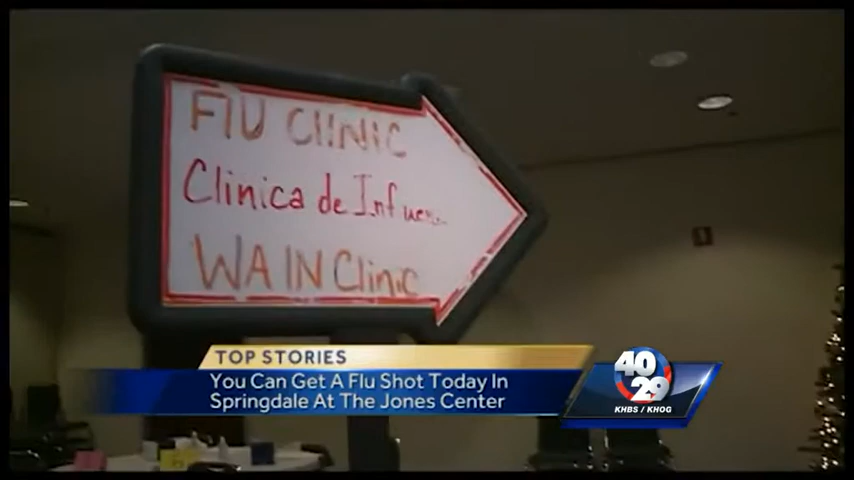 FlU CliNIC
Clinica de
WA IN Clinic
TOP STORIES
You Can Get A Flu Shot Today In
Springdale At The Jones Center
40
29
KHBS / KHOG